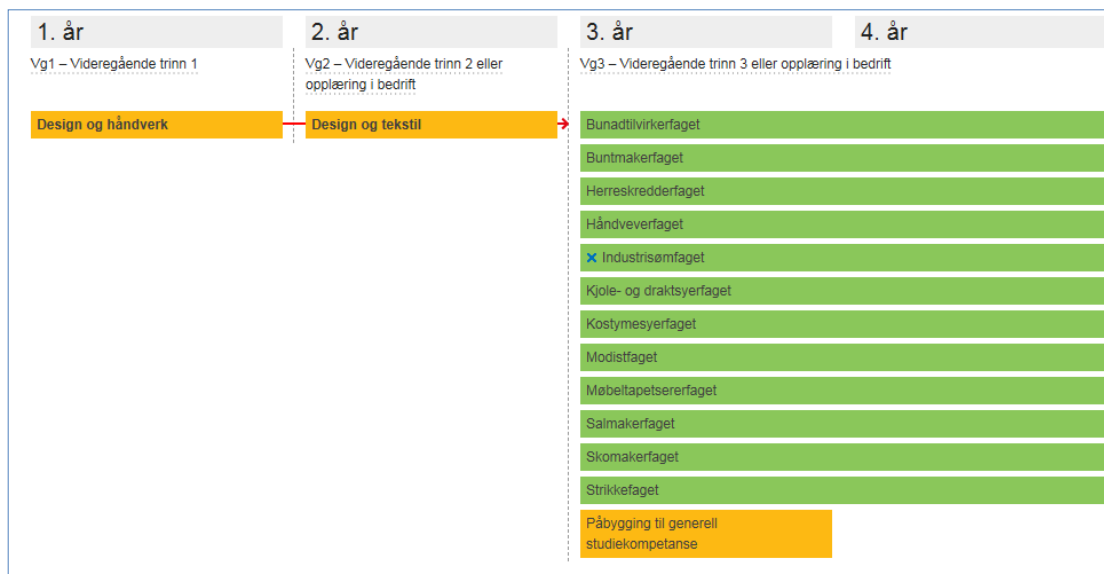 1. år
2. år
3. år
4. år
Vg1 – Videregående trinn 1
Vg2 – Videregående trinn 2 eller
opplæring i bedrift
Vg3 – Videregående trinn 3 eller opplæring i bedrift
Design og håndverk
Design og tekstil
Bunadtilvirkerfaget
Buntmakerfaget
Herreskredderfaget
Håndveverfaget
× Industrisømfaget
Kjole- og draktsyerfaget
Kostymesyerfaget
Modistfaget
Møbeltapetsererfaget
Salmakerfaget
Skomakerfaget
Strikkefaget
Påbygging til generell
studiekompetanse